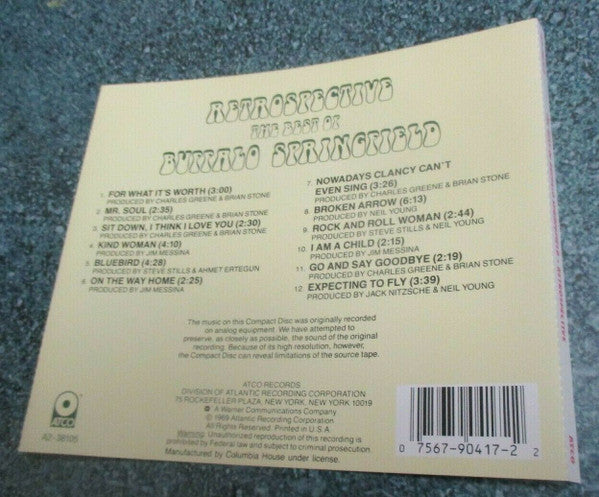 RETROSPECTIVE
THE BEST OF
BUFFALO SPRINGFIELD
1. FOR WHAT IT'S WORTH (3:00)
PRODUCED BY CHARLES GREENE & BRIAN STONE
2. MR. SOUL (2:35)
PRODUCED BY CHARLES GREENE & BRIAN STONE
3. SIT DOWN, I THINK I LOVE YOU (2:30)
PRODUCED BY CHARLES GREENE & BRIAN STONE
4. KIND WOMAN (4:10)
PRODUCED BY JIM MESSINA
5. BLUEBIRD (4:28)
PRODUCED BY STEVE STILLS & AHMET ERTEGUN
6. ON THE WAY HOME (2:25)
PRODUCED BY JIM MESSINA
7. NOWADAYS CLANCY CAN'T
EVEN SING (3:26)
PRODUCED BY CHARLES GREENE & BRIAN STONE
8. BROKEN ARROW (6:13)
PRODUCED BY NEIL YOUNG
9. ROCK AND ROLL WOMAN (2:44)
PRODUCED BY STEVE STILLS & NEIL YOUNG
10. I AM A CHILD (2:15)
PRODUCED BY JIM MESSINA
11. GO AND SAY GOODBYE (2:19)
PRODUCED BY CHARLES GREENE & BRIAN STONE
12. EXPECTING TO FLY (3:39)
PRODUCED BY JACK NITZSCHE & NEIL YOUNG
The music on this Compact Disc was originally recorded
on analog equipment. We have attempted to
preserve, as closely as possible, the sound of the original
recording. Because of its high resolution, however,
the Compact Disc can reveal limitations of the source tape.
ATCO RECORDS
DIVISION OF ATLANTIC RECORDING CORPORATION
75 ROCKEFELLER PLAZA, NEW YORK, NEW YORK 10019
A Warner Communications Company
℗ 1969 Atlantic Recording Corporation
All Rights Reserved. Printed in U.S.A.
Warning: Unauthorized reproduction of this recording is
prohibited by Federal law and subject to criminal prosecution.
Manufactured by Columbia House under license.
ATCO
A2-38105
0 7567-90417-2 2
ATCO